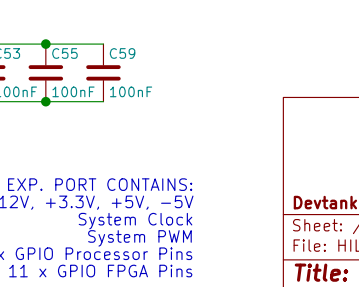 C53 C55 C59
100nF 100nF 100nF
EXP. PORT CONTAINS:
12V, +3.3V, +5V, -5V
System Clock
System PWM
x GPIO Processor Pins
11 x GPIO FPGA Pins
Devtank
Sheet: /
File: HIL
Title: